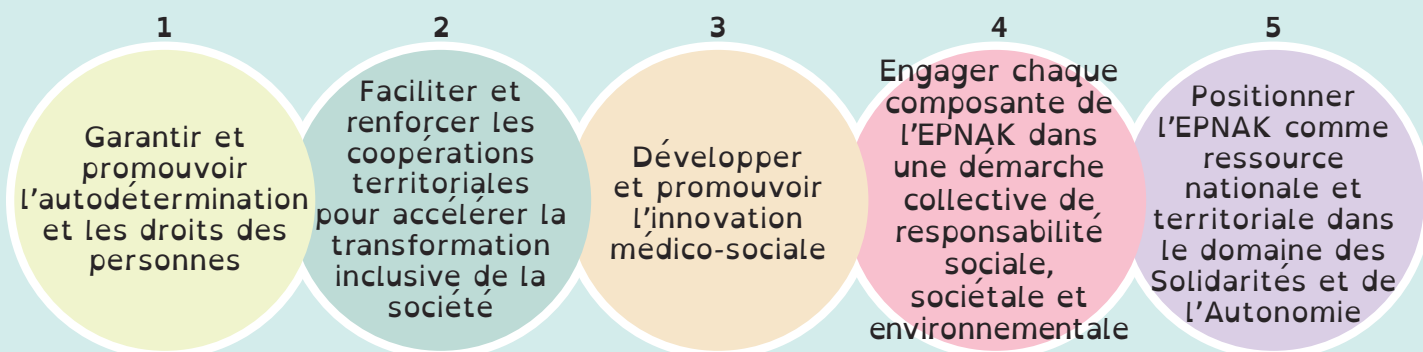 1
Garantir et
promouvoir
l'autodétermination
et les droits des
personnes
2
Faciliter et
renforcer les
coopérations
territoriales
pour accélérer la
transformation
inclusive de la
société
3
Développer
et promouvoir
l'innovation
médico-sociale
4
Engager chaque
composante de
l'EPNAK dans
une démarche
collective de
responsabilité
sociale,
sociétale et
environnementale
5
Positionner
l'EPNAK comme
ressource
nationale et
territoriale dans
le domaine des
Solidarités et de
l'Autonomie